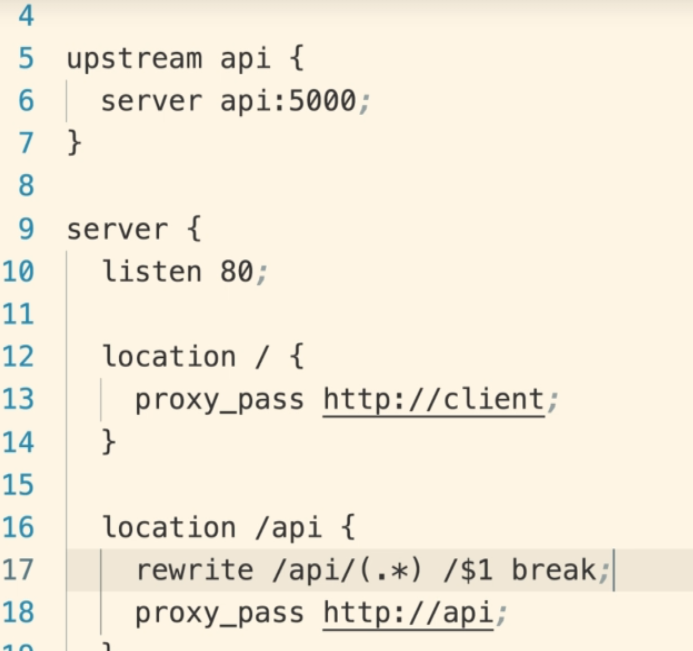 4
5 upstream api {
6 server api:5000;
7 }
8
9 server {
10 listen 80;
11
12 location / {
13 proxy_pass http://client;
14 }
15
16 location /api {
17 rewrite /api/(.*) /$1 break;
18 proxy_pass http://api;